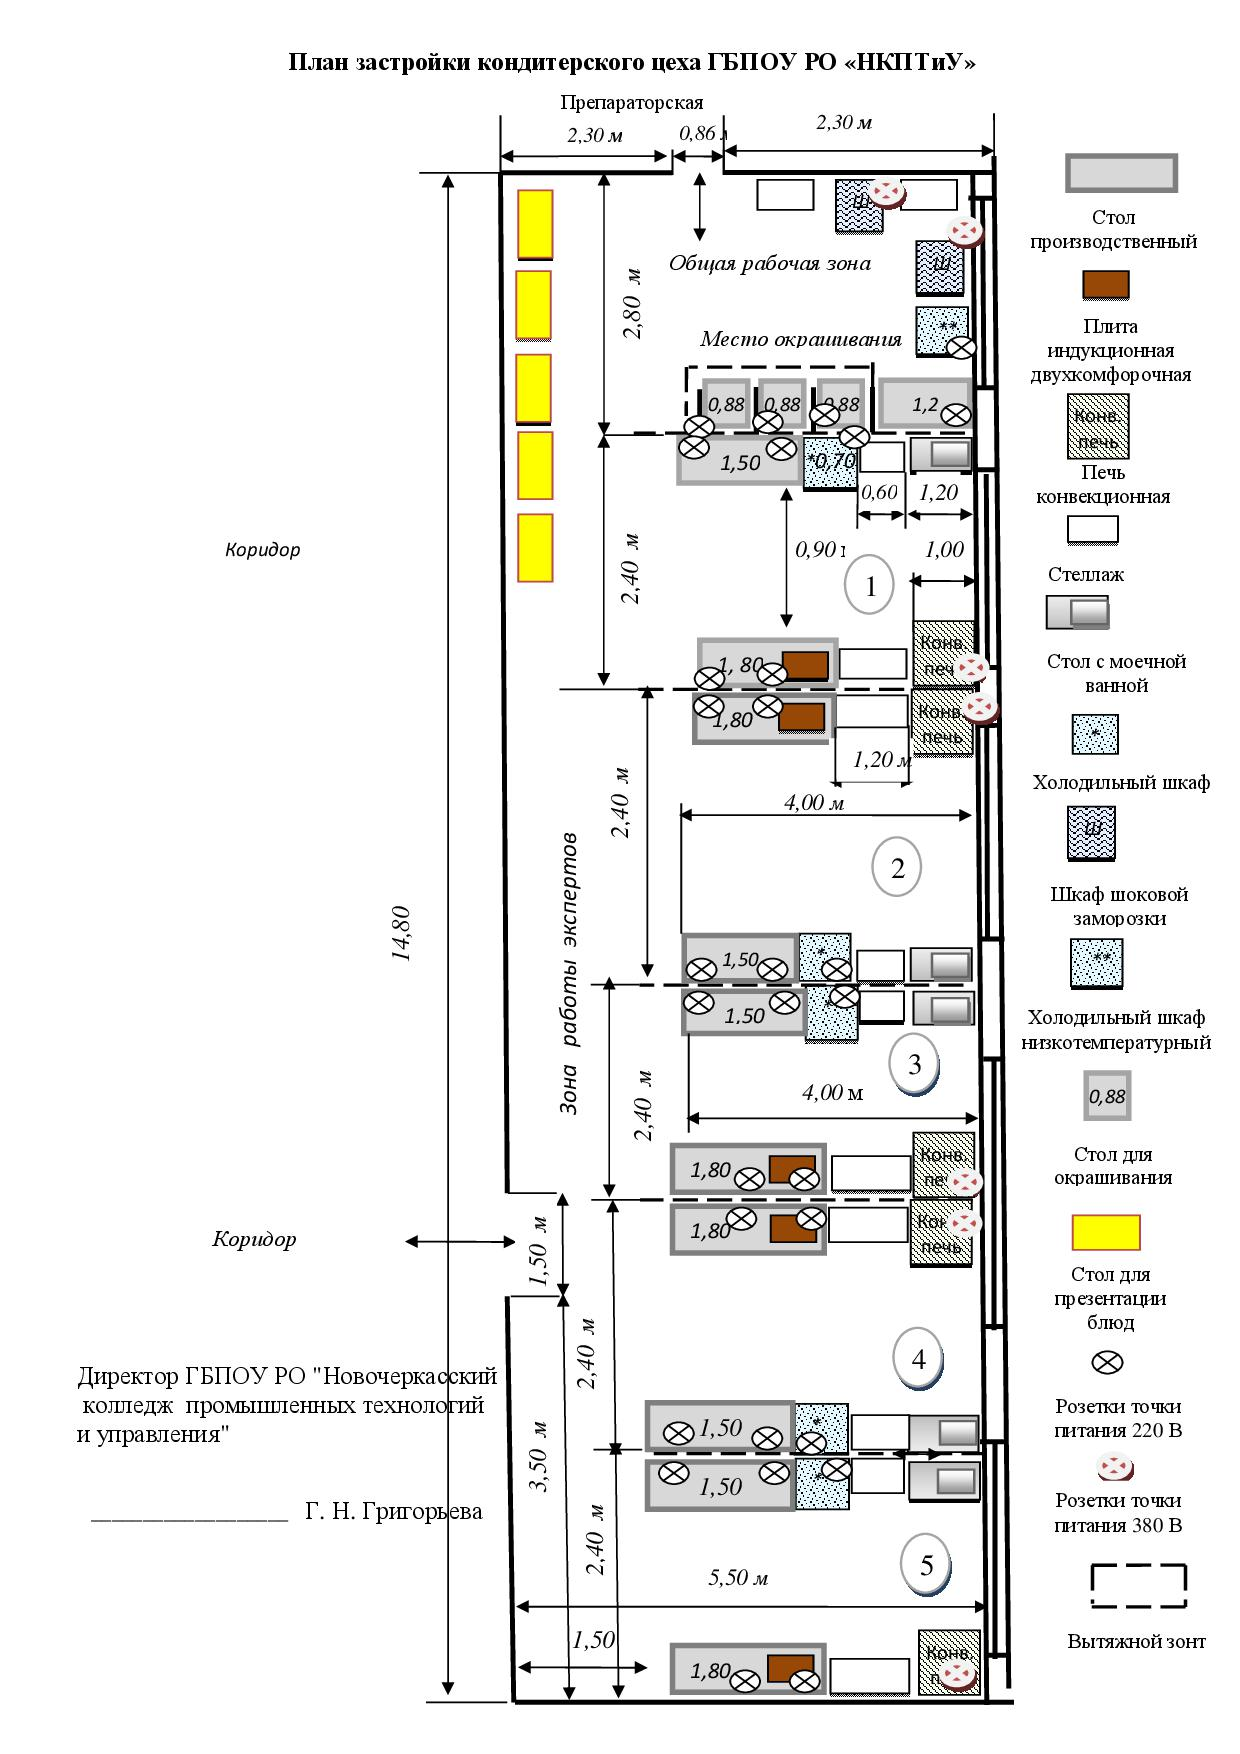 План застройки кондитерского цеха ГБПОУ РО «НКПТиУ»
Препараторская
2,30 м
0,86
2,30 м
Общая рабочая зона
2,80 м
Ш
Ш
**
Место окрашивания
0,88
0,88
0,88
1,2
1,50
*0,70
0,60
1,20
2,40 м
0,90
1,00
1
Коридор
1, 80
Конв.
печ
1,80
Конв.
печь
1,20 м
2,40 м
4,00 м
2
Зона работы экспертов
14,80
1,50
*
1,50
3
2,40 м
4,00 м
1,80
Конв.
пе
1,80
печь
Коридор
1,50 м
2,40 м
4
Директор ГБПОУ РО "Новочеркасский
колледж промышленных технологий
и управления"
___________________ Г. Н. Григорьева
3,50 м
1,50
*
1,50
*
2,40 м
5
5,50 м
1,50
1,80
Конв.
Стол
производственный
Плита
индукционная
двухкомфорочная
Конв.
печь
Печь
конвекционная
Стеллаж
Стол с моечной
ванной
*
Холодильный шкаф
Ш
Шкаф шоковой
заморозки
**
Холодильный шкаф
низкотемпературный
0,88
Стол для
окрашивания
Стол для
презентации
блюд
Розетки точки
питания 220 В
Розетки точки
питания 380 В
Вытяжной зонт